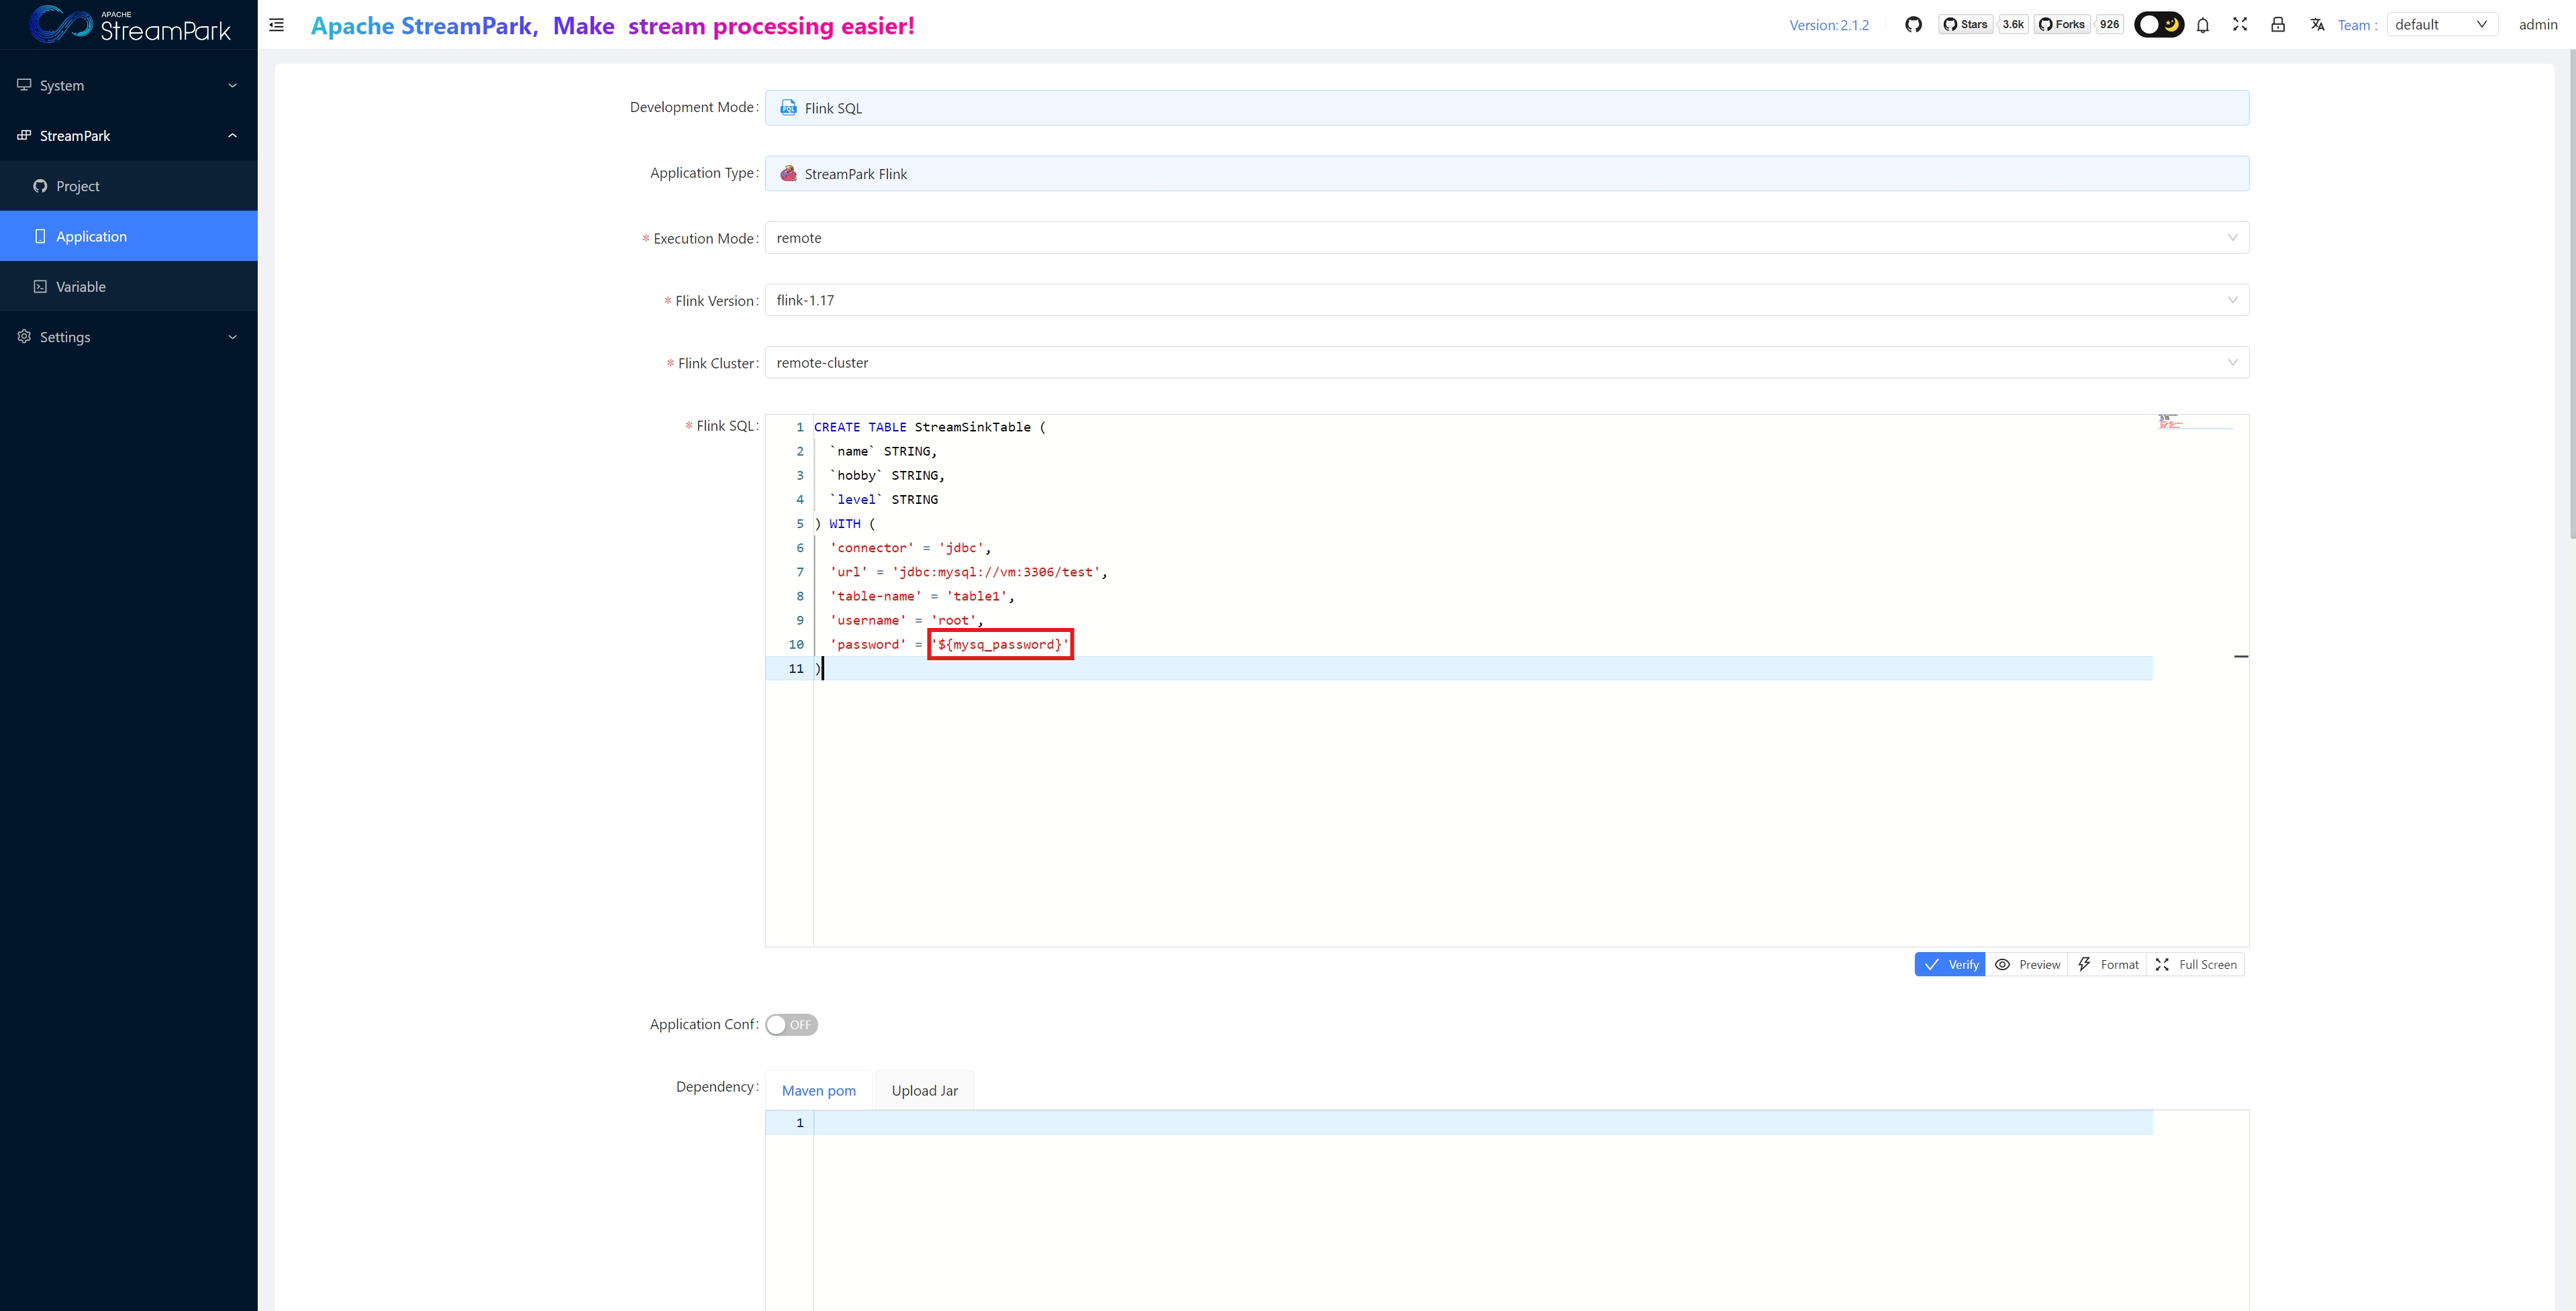 APACHE
StreamPark
Apache StreamPark, Make stream processing easier!
Version: 2.1.2
Stars 3.6k Forks 926
Team : default
admin
System
StreamPark
Project
Application
Variable
Settings
Development Mode: SQL Flink SQL
Application Type: StreamPark Flink
* Execution Mode: remote
* Flink Version: flink-1.17
* Flink Cluster: remote-cluster
* Flink SQL:
1 CREATE TABLE StreamSinkTable (
2 `name` STRING,
3 `hobby` STRING,
4 `level` STRING
5 ) WITH (
6 'connector' = 'jdbc',
7 'url' = 'jdbc:mysql://vm:3306/test',
8 'table-name' = 'table1',
9 'username' = 'root',
10 'password' = '${mysq_password}'
11 )
Verify Preview Format Full Screen
Application Conf: OFF
Dependency: Maven pom Upload Jar
1